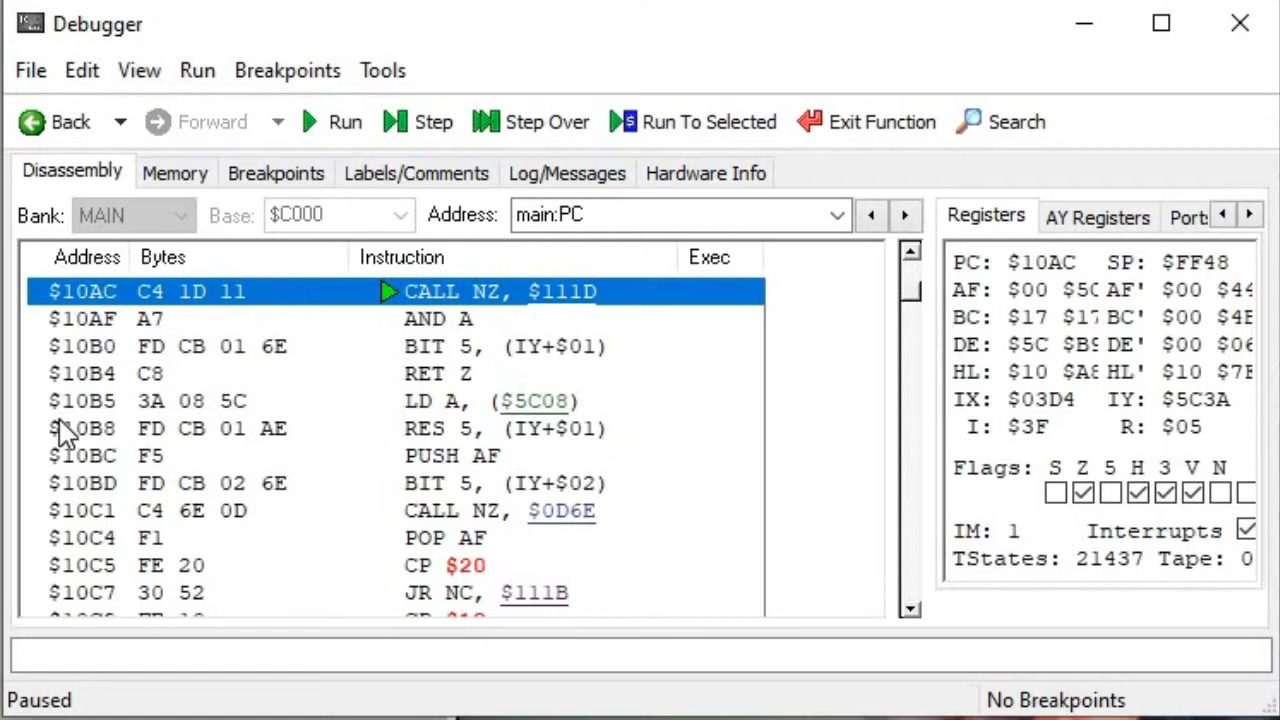 Debugger
File Edit View Run Breakpoints Tools
Back Forward Run Step Step Over Run To Selected Exit Function Search
Disassembly Memory Breakpoints Labels/Comments Log/Messages Hardware Info
Bank: MAIN Base: $C000 Address: main:PC
Registers AY Registers Port:
Address Bytes Instruction Exec
$10AC C4 1D 11 CALL NZ, $111D
$10AF A7 AND A
$10B0 FD CB 01 6E BIT 5, (IY+$01)
$10B4 C8 RET Z
$10B5 3A 08 5C LD A, ($5C08)
$10B8 FD CB 01 AE RES 5, (IY+$01)
$10BC F5 PUSH AF
$10BD FD CB 02 6E BIT 5, (IY+$02)
$10C1 C4 6E 0D CALL NZ, $0D6E
$10C4 F1 POP AF
$10C5 FE 20 CP $20
$10C7 30 52 JR NC, $111B
PC: $10AC SP: $FF48
AF: $00 $5C AF' $00 $44
BC: $17 $17 BC' $00 $4E
DE: $5C $B9 DE' $00 $06
HL: $10 $A8 HL' $10 $7E
IX: $03D4 IY: $5C3A
I: $3F R: $05
Flags: S Z 5 H 3 V N
IM: 1 Interrupts
TStates: 21437 Tape: 0
Paused
No Breakpoints